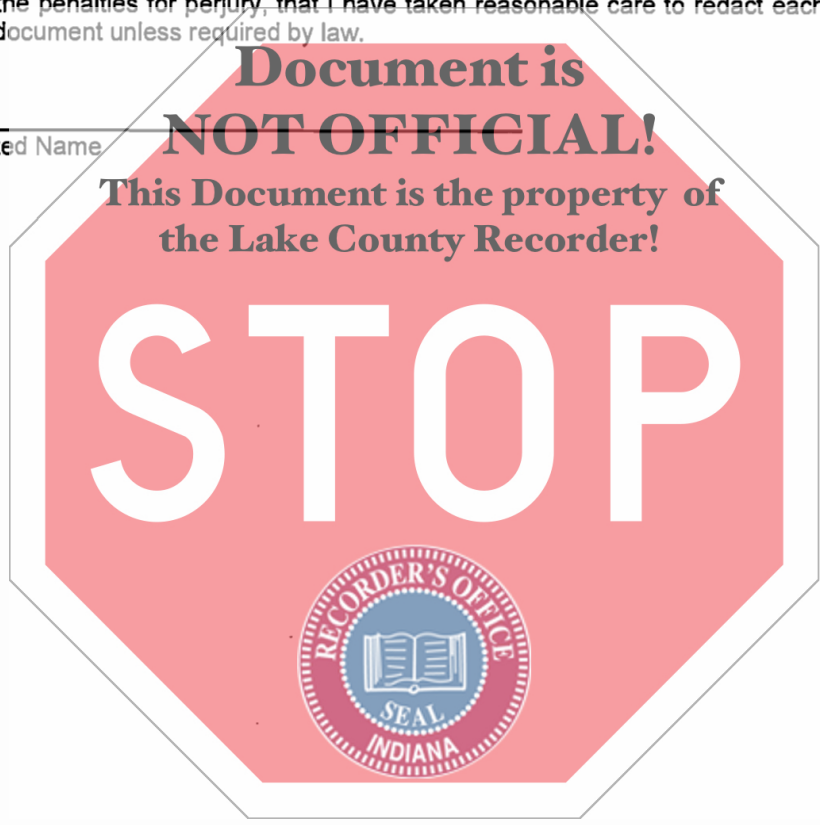 the penalties for perjury, that I have taken reasonable care to redact each
document unless required by law.
Document is
NOT OFFICIAL!
ed Name
This Document is the property of
the Lake County Recorder!
STOP
RECORDER'S OFFICE
SEAL
INDIANA